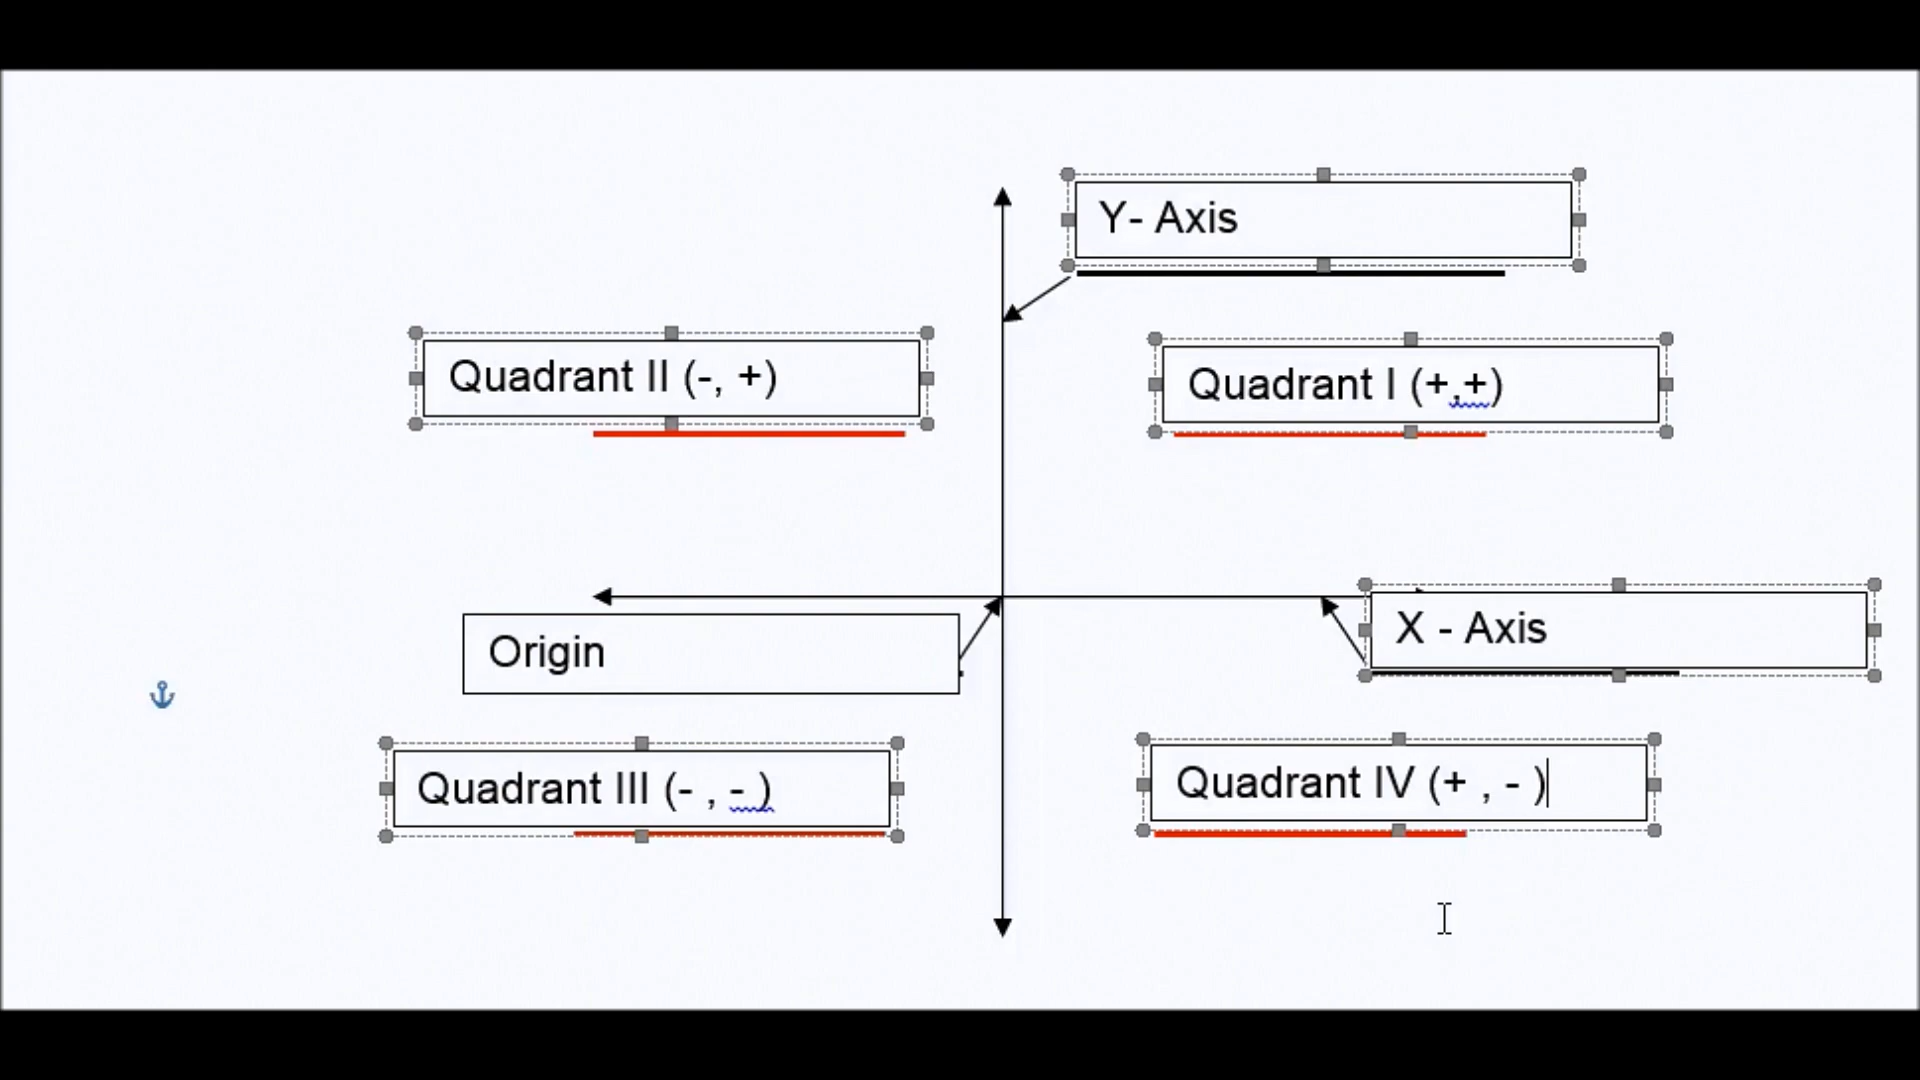 Y- Axis
Quadrant II (-, +)
Quadrant I (+,+)
Origin
X - Axis
Quadrant III (- , - )
Quadrant IV (+ , - )